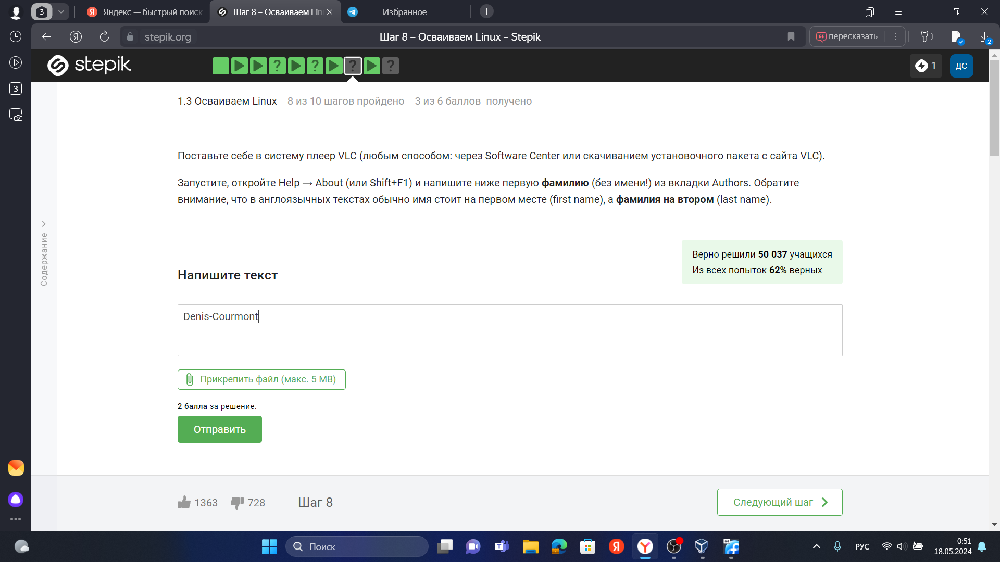 3
Яндекс — быстрый поиск
Шаг 8 – Осваиваем Lin
Избранное
stepik.org
Шаг 8 – Осваиваем Linux – Stepik
пересказать
2
3
stepik
? ? ? ?
1
ДС
1.3 Осваиваем Linux 8 из 10 шагов пройдено 3 из 6 баллов получено
Поставьте себе в систему плеер VLC (любым способом: через Software Center или скачиванием установочного пакета с сайта VLC).
Запустите, откройте Help → About (или Shift+F1) и напишите ниже первую фамилию (без имени!) из вкладки Authors. Обратите
внимание, что в англоязычных текстах обычно имя стоит на первом месте (first name), а фамилия на втором (last name).
Содержание
Верно решили 50 037 учащихся
Из всех попыток 62% верных
Напишите текст
Denis-Courmont
Прикрепить файл (макс. 5 MB)
2 балла за решение.
Отправить
1363
728
Шаг 8
Следующий шаг
Поиск
64
РУС
0:51
18.05.2024